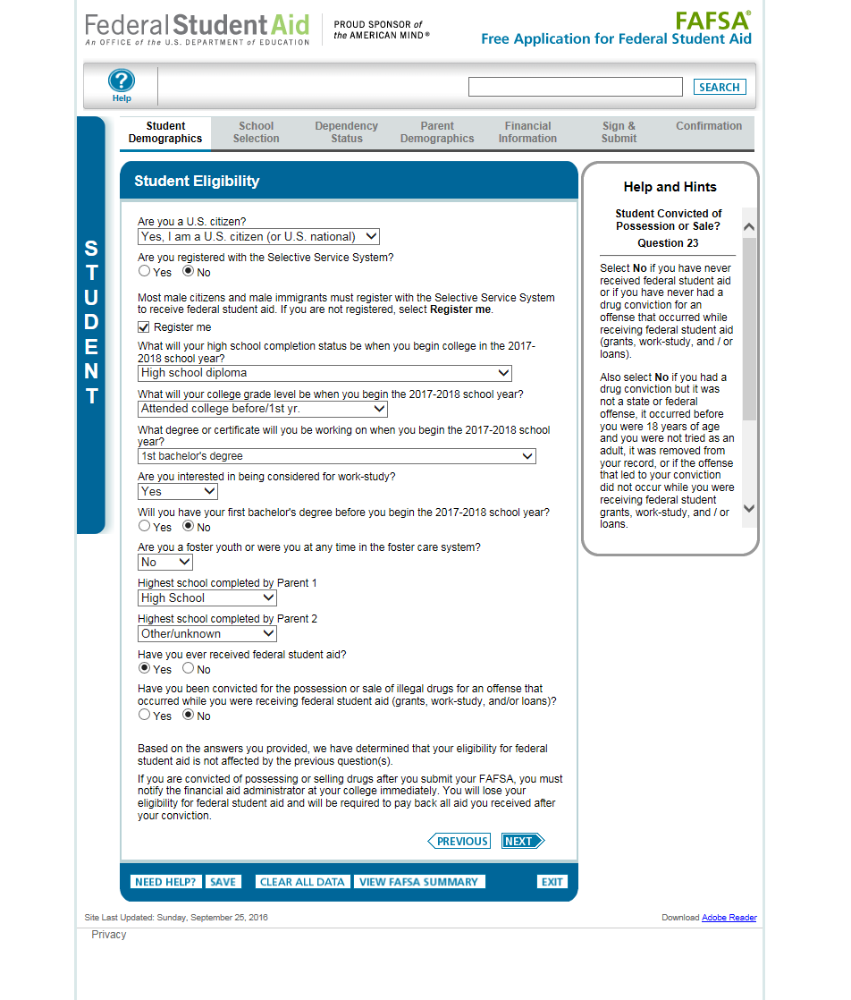 Federal Student Aid
An OFFICE of the U.S. DEPARTMENT of EDUCATION
PROUD SPONSOR of
the AMERICAN MIND®
FAFSA®
Free Application for Federal Student Aid
?
Help
SEARCH
Student
Demographics
School
Selection
Dependency
Status
Parent
Demographics
Financial
Information
Sign &
Submit
Confirmation
S
T
U
D
E
N
T
Student Eligibility
Are you a U.S. citizen?
Yes, I am a U.S. citizen (or U.S. national)
Are you registered with the Selective Service System?
Yes No
Most male citizens and male immigrants must register with the Selective Service System
to receive federal student aid. If you are not registered, select Register me.
Register me
What will your high school completion status be when you begin college in the 2017-
2018 school year?
High school diploma
What will your college grade level be when you begin the 2017-2018 school year?
Attended college before/1st yr.
What degree or certificate will you be working on when you begin the 2017-2018 school
year?
1st bachelor's degree
Are you interested in being considered for work-study?
Yes
Will you have your first bachelor's degree before you begin the 2017-2018 school year?
Yes No
Are you a foster youth or were you at any time in the foster care system?
No
Highest school completed by Parent 1
High School
Highest school completed by Parent 2
Other/unknown
Have you ever received federal student aid?
Yes No
Have you been convicted for the possession or sale of illegal drugs for an offense that
occurred while you were receiving federal student aid (grants, work-study, and/or loans)?
Yes No
Based on the answers you provided, we have determined that your eligibility for federal
student aid is not affected by the previous question(s).
If you are convicted of possessing or selling drugs after you submit your FAFSA, you must
notify the financial aid administrator at your college immediately. You will lose your
eligibility for federal student aid and will be required to pay back all aid you received after
your conviction.
PREVIOUS NEXT
NEED HELP? SAVE CLEAR ALL DATA VIEW FAFSA SUMMARY EXIT
Help and Hints
Student Convicted of
Possession or Sale?
Question 23
Select No if you have never
received federal student aid
or if you have never had a
drug conviction for an
offense that occurred while
receiving federal student aid
(grants, work-study, and / or
loans).
Also select No if you had a
drug conviction but it was
not a state or federal
offense, it occurred before
you were 18 years of age
and you were not tried as an
adult, it was removed from
your record, or if the offense
that led to your conviction
did not occur while you were
receiving federal student
grants, work-study, and / or
loans.
Site Last Updated: Sunday, September 25, 2016
Download Adobe Reader
Privacy